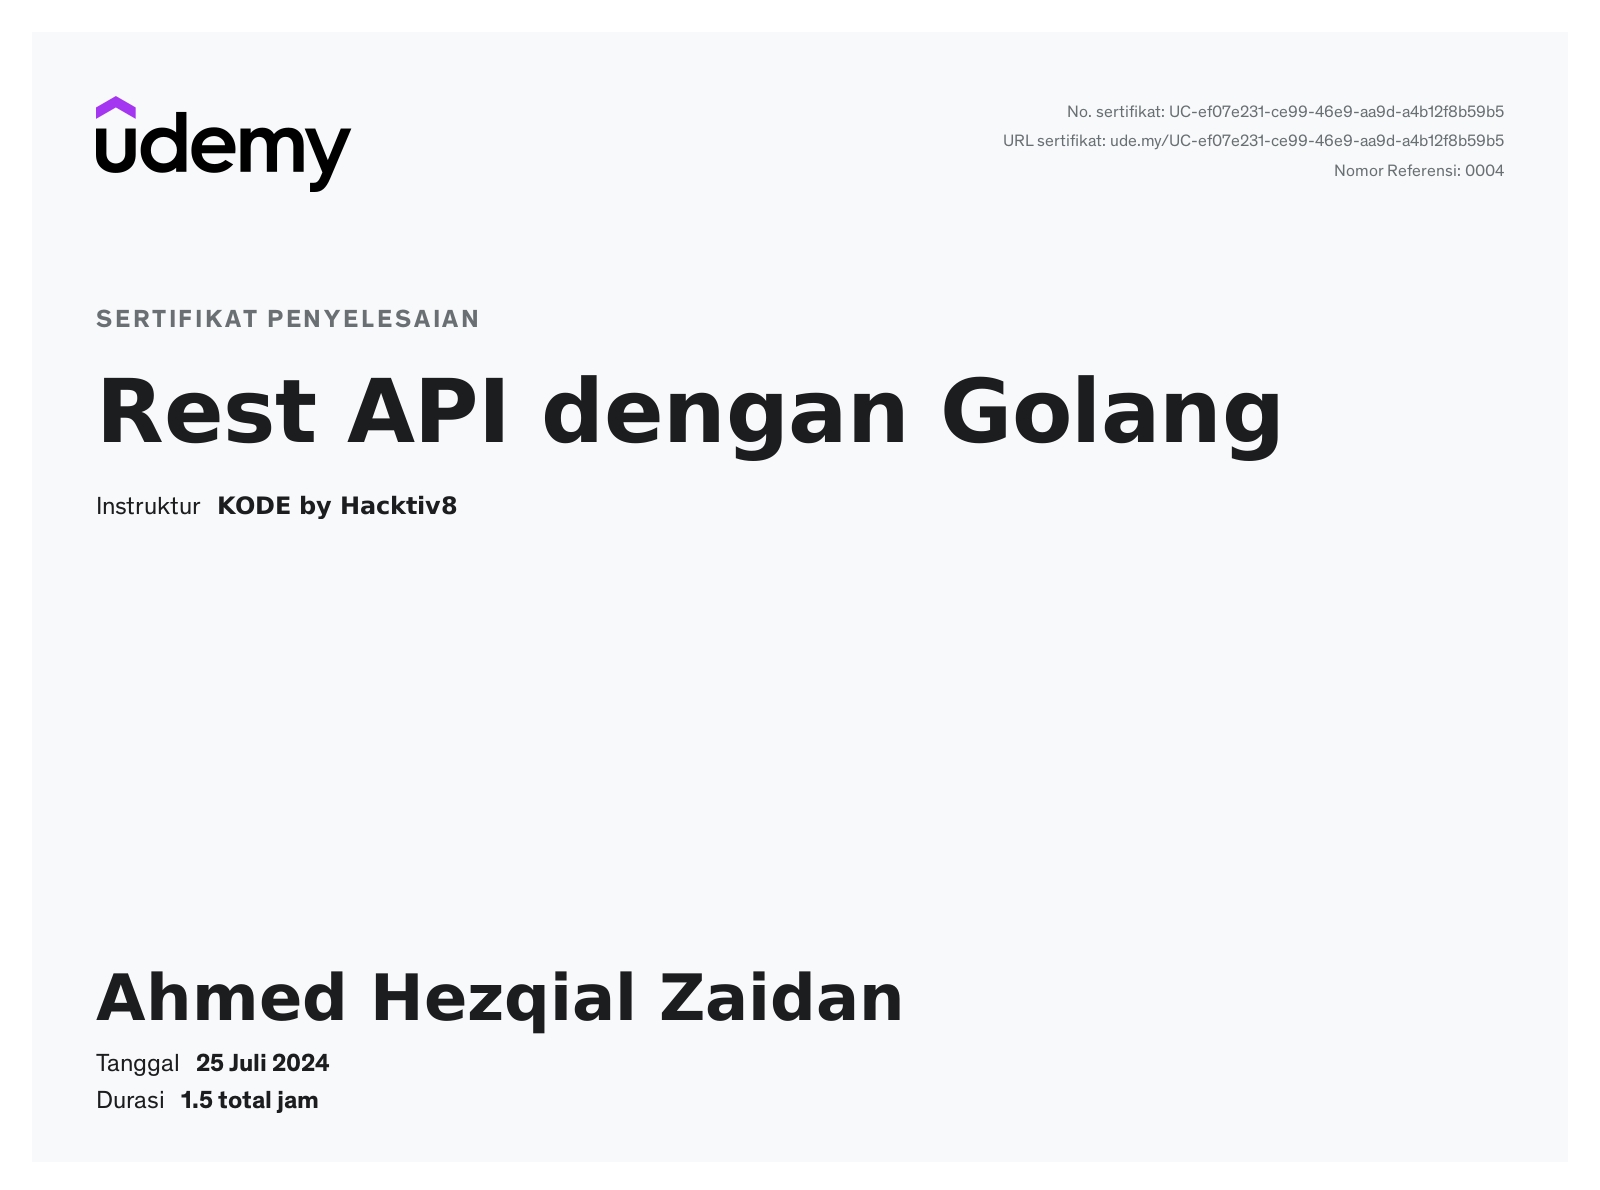 udemy
No. sertifikat: UC-ef07e231-ce99-46e9-aa9d-a4b12f8b59b5
URL sertifikat: ude.my/UC-ef07e231-ce99-46e9-aa9d-a4b12f8b59b5
Nomor Referensi: 0004
SERTIFIKAT PENYELESAIAN
Rest API dengan Golang
Instruktur KODE by Hacktiv8
Ahmed Hezqial Zaidan
Tanggal 25 Juli 2024
Durasi 1.5 total jam